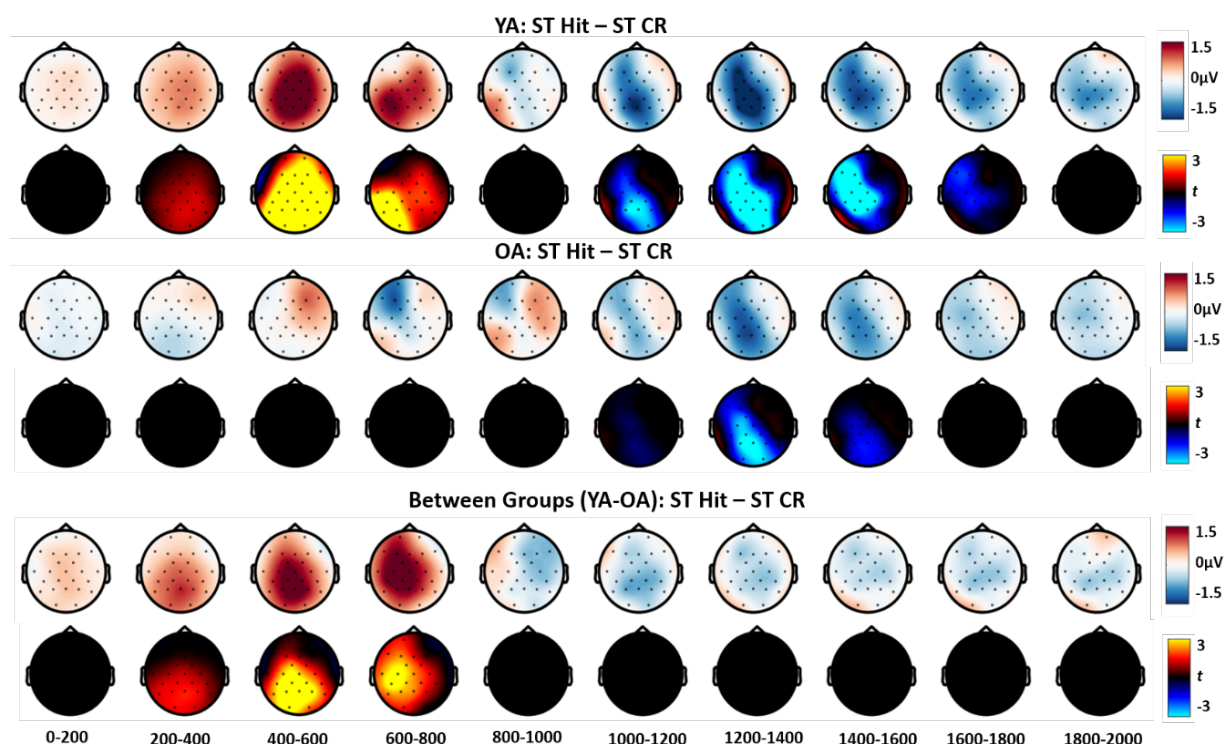 YA: ST Hit – ST CR
1.5
0µV
-1.5
3
t
-3
OA: ST Hit – ST CR
1.5
0µV
-1.5
3
t
-3
Between Groups (YA-OA): ST Hit – ST CR
1.5
0µV
-1.5
3
t
-3
0-200 200-400 400-600 600-800 800-1000 1000-1200 1200-1400 1400-1600 1600-1800 1800-2000